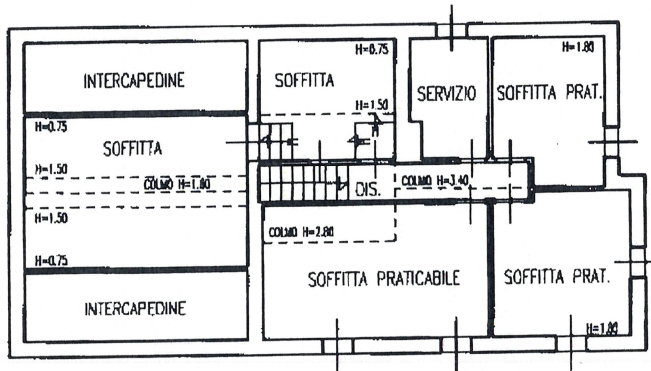 H=0.75
H=1.80
INTERCAPEDINE
SOFFITTA
SERVIZIO
SOFFITTA PRAT.
H=1.50
H=0.75
SOFFITTA
H=1.50
COLMO H=1.80
COLMO H=3.40
DIS.
H=1.50
COLMO H=2.80
H=0.75
SOFFITTA PRATICABILE
SOFFITTA PRAT.
INTERCAPEDINE
H=1.80